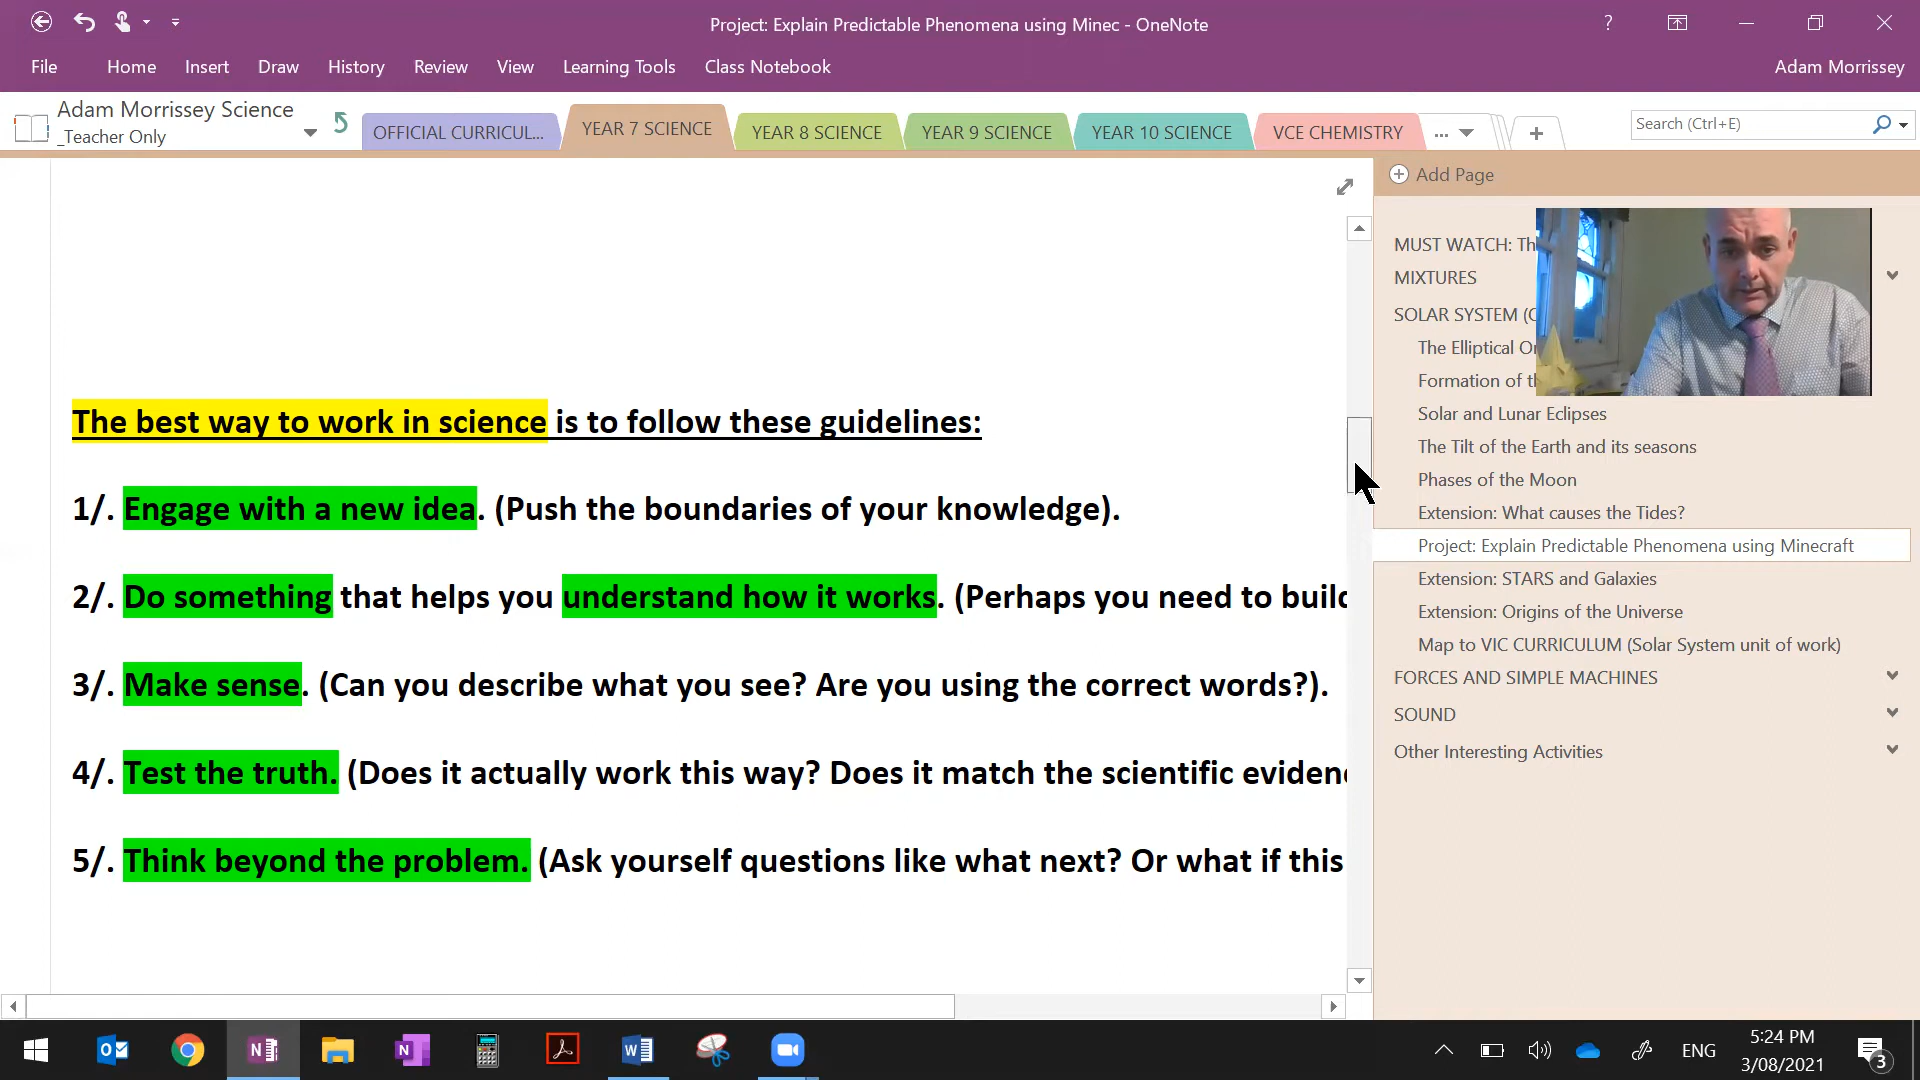 Project: Explain Predictable Phenomena using Minec - OneNote
?
File Home Insert Draw History Review View Learning Tools Class Notebook Adam Morrissey
Adam Morrissey Science
_Teacher Only
OFFICIAL CURRICUL... YEAR 7 SCIENCE YEAR 8 SCIENCE YEAR 9 SCIENCE YEAR 10 SCIENCE VCE CHEMISTRY ... +
Search (Ctrl+E)
Add Page
The best way to work in science is to follow these guidelines:
1/. Engage with a new idea. (Push the boundaries of your knowledge).
2/. Do something that helps you understand how it works. (Perhaps you need to build
3/. Make sense. (Can you describe what you see? Are you using the correct words?).
4/. Test the truth. (Does it actually work this way? Does it match the scientific evidenc
5/. Think beyond the problem. (Ask yourself questions like what next? Or what if this
MUST WATCH: Th
MIXTURES
SOLAR SYSTEM (
The Elliptical Or
Formation of th
Solar and Lunar Eclipses
The Tilt of the Earth and its seasons
Phases of the Moon
Extension: What causes the Tides?
Project: Explain Predictable Phenomena using Minecraft
Extension: STARS and Galaxies
Extension: Origins of the Universe
Map to VIC CURRICULUM (Solar System unit of work)
FORCES AND SIMPLE MACHINES
SOUND
Other Interesting Activities
ENG
5:24 PM
3/08/2021
3